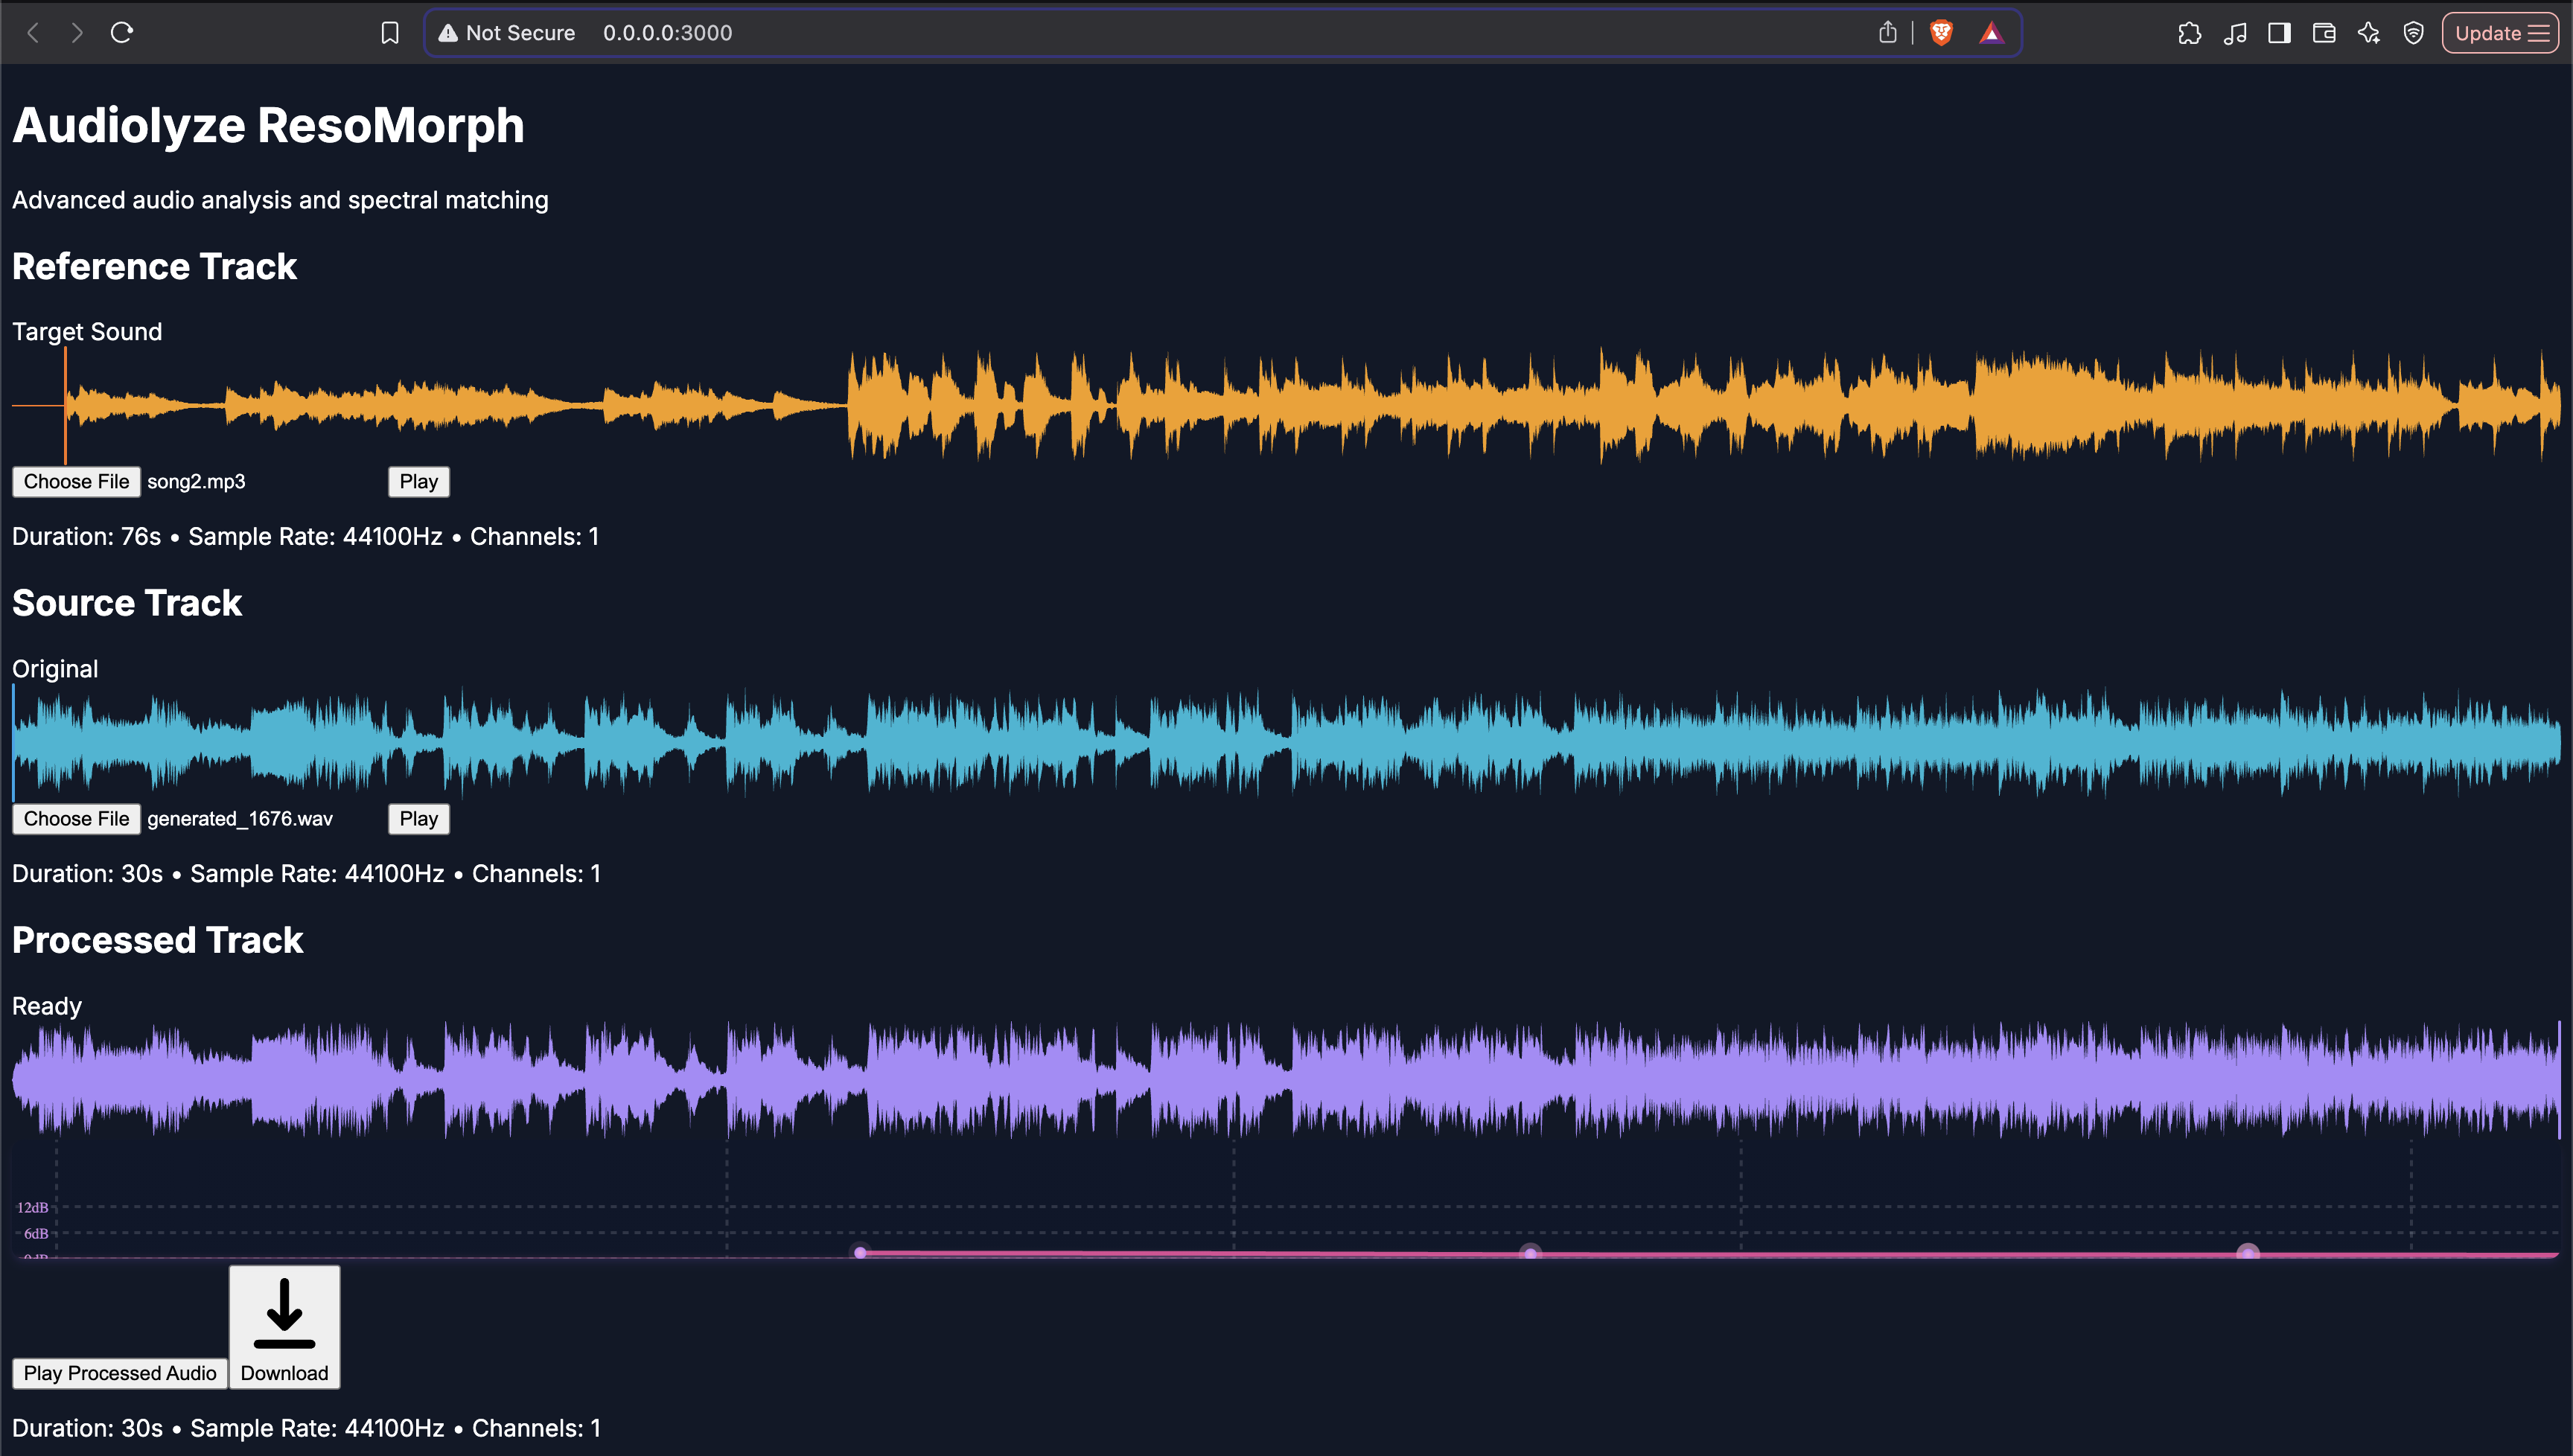 Not Secure 0.0.0.0:3000
Update
Audiolyze ResoMorph
Advanced audio analysis and spectral matching
Reference Track
Target Sound
Choose File song2.mp3 Play
Duration: 76s • Sample Rate: 44100Hz • Channels: 1
Source Track
Original
Choose File generated_1676.wav Play
Duration: 30s • Sample Rate: 44100Hz • Channels: 1
Processed Track
Ready
12dB
6dB
Play Processed Audio Download
Duration: 30s • Sample Rate: 44100Hz • Channels: 1